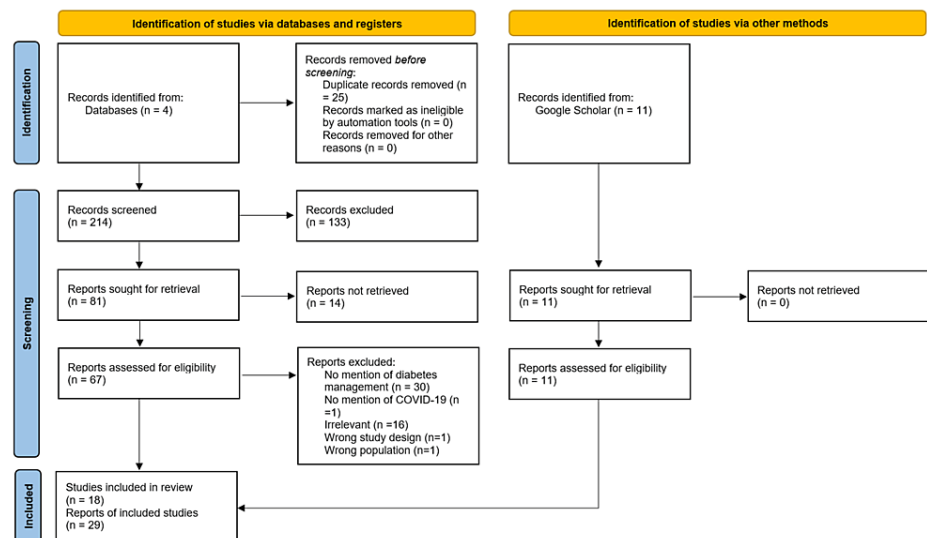 Identification of studies via databases and registers
Identification of studies via other methods
Identification
Records identified from:
Databases (n = 4)
Records removed before
screening:
Duplicate records removed (n
= 25)
Records marked as ineligible
by automation tools (n = 0)
Records removed for other
reasons (n = 0)
Records identified from:
Google Scholar (n = 11)
Screening
Records screened
(n = 214)
Records excluded
(n = 133)
Reports sought for retrieval
(n = 81)
Reports not retrieved
(n = 14)
Reports sought for retrieval
(n = 11)
Reports not retrieved
(n = 0)
Reports assessed for eligibility
(n = 67)
Reports excluded:
No mention of diabetes
management (n = 30)
No mention of COVID-19 (n
=1)
Irrelevant (n =16)
Wrong study design (n=1)
Wrong population (n=1)
Reports assessed for eligibility
(n = 11)
Included
Studies included in review
(n = 18)
Reports of included studies
(n = 29)